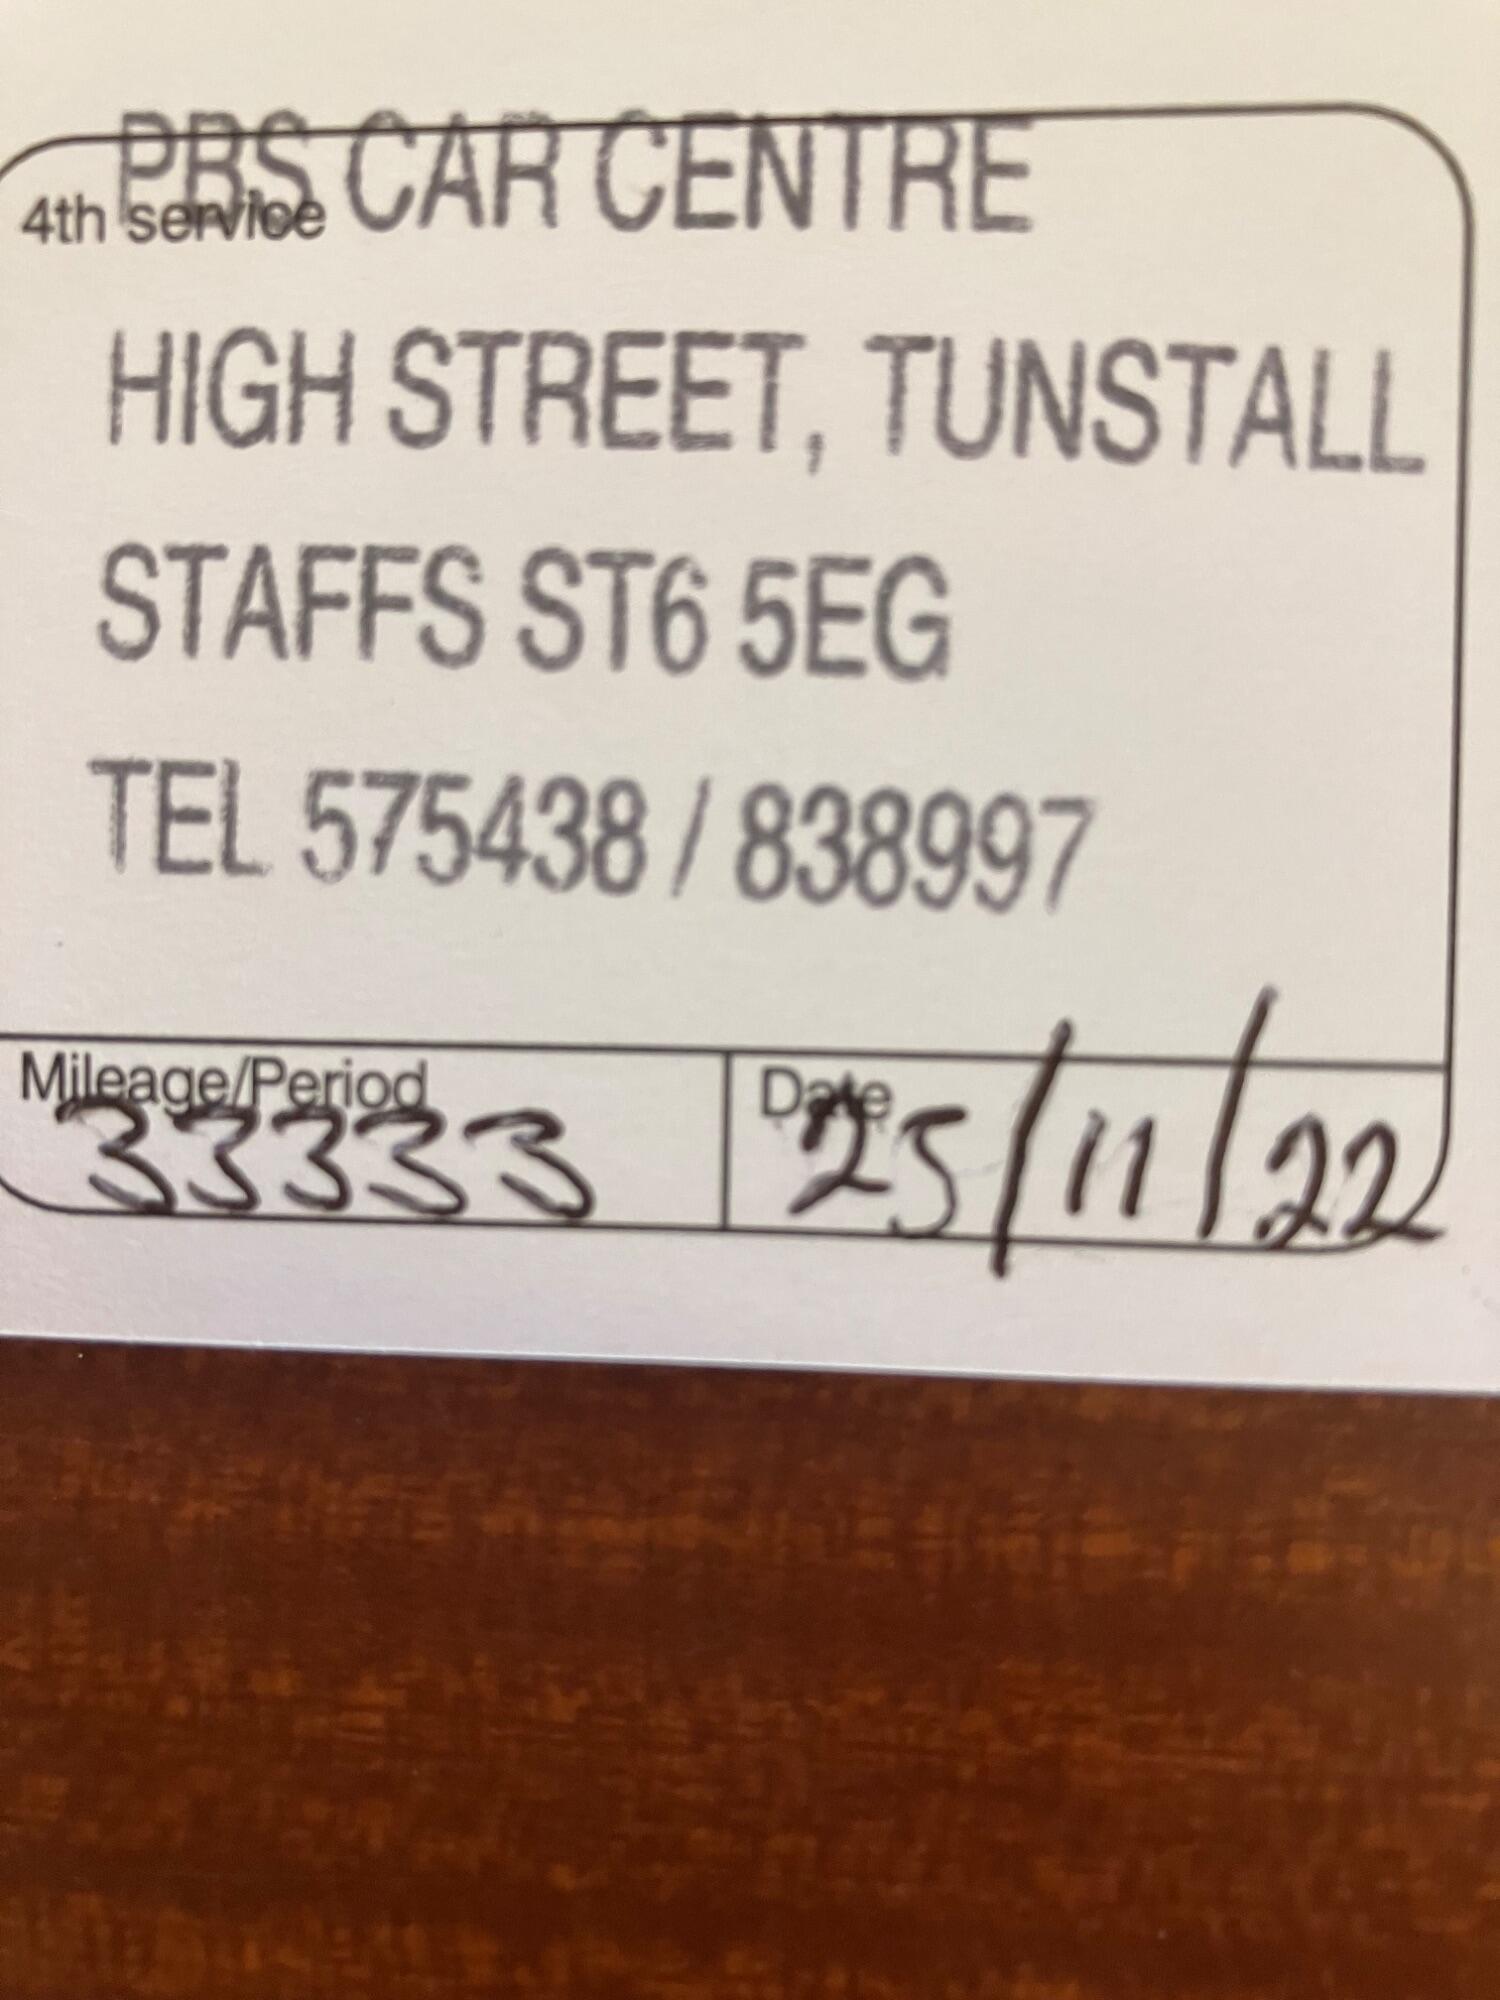 PBS CAR CENTRE
4th service
HIGH STREET, TUNSTALL
STAFFS ST6 5EG
TEL 575438 / 838997
Mileage/Period
33333
Date
25/11/22